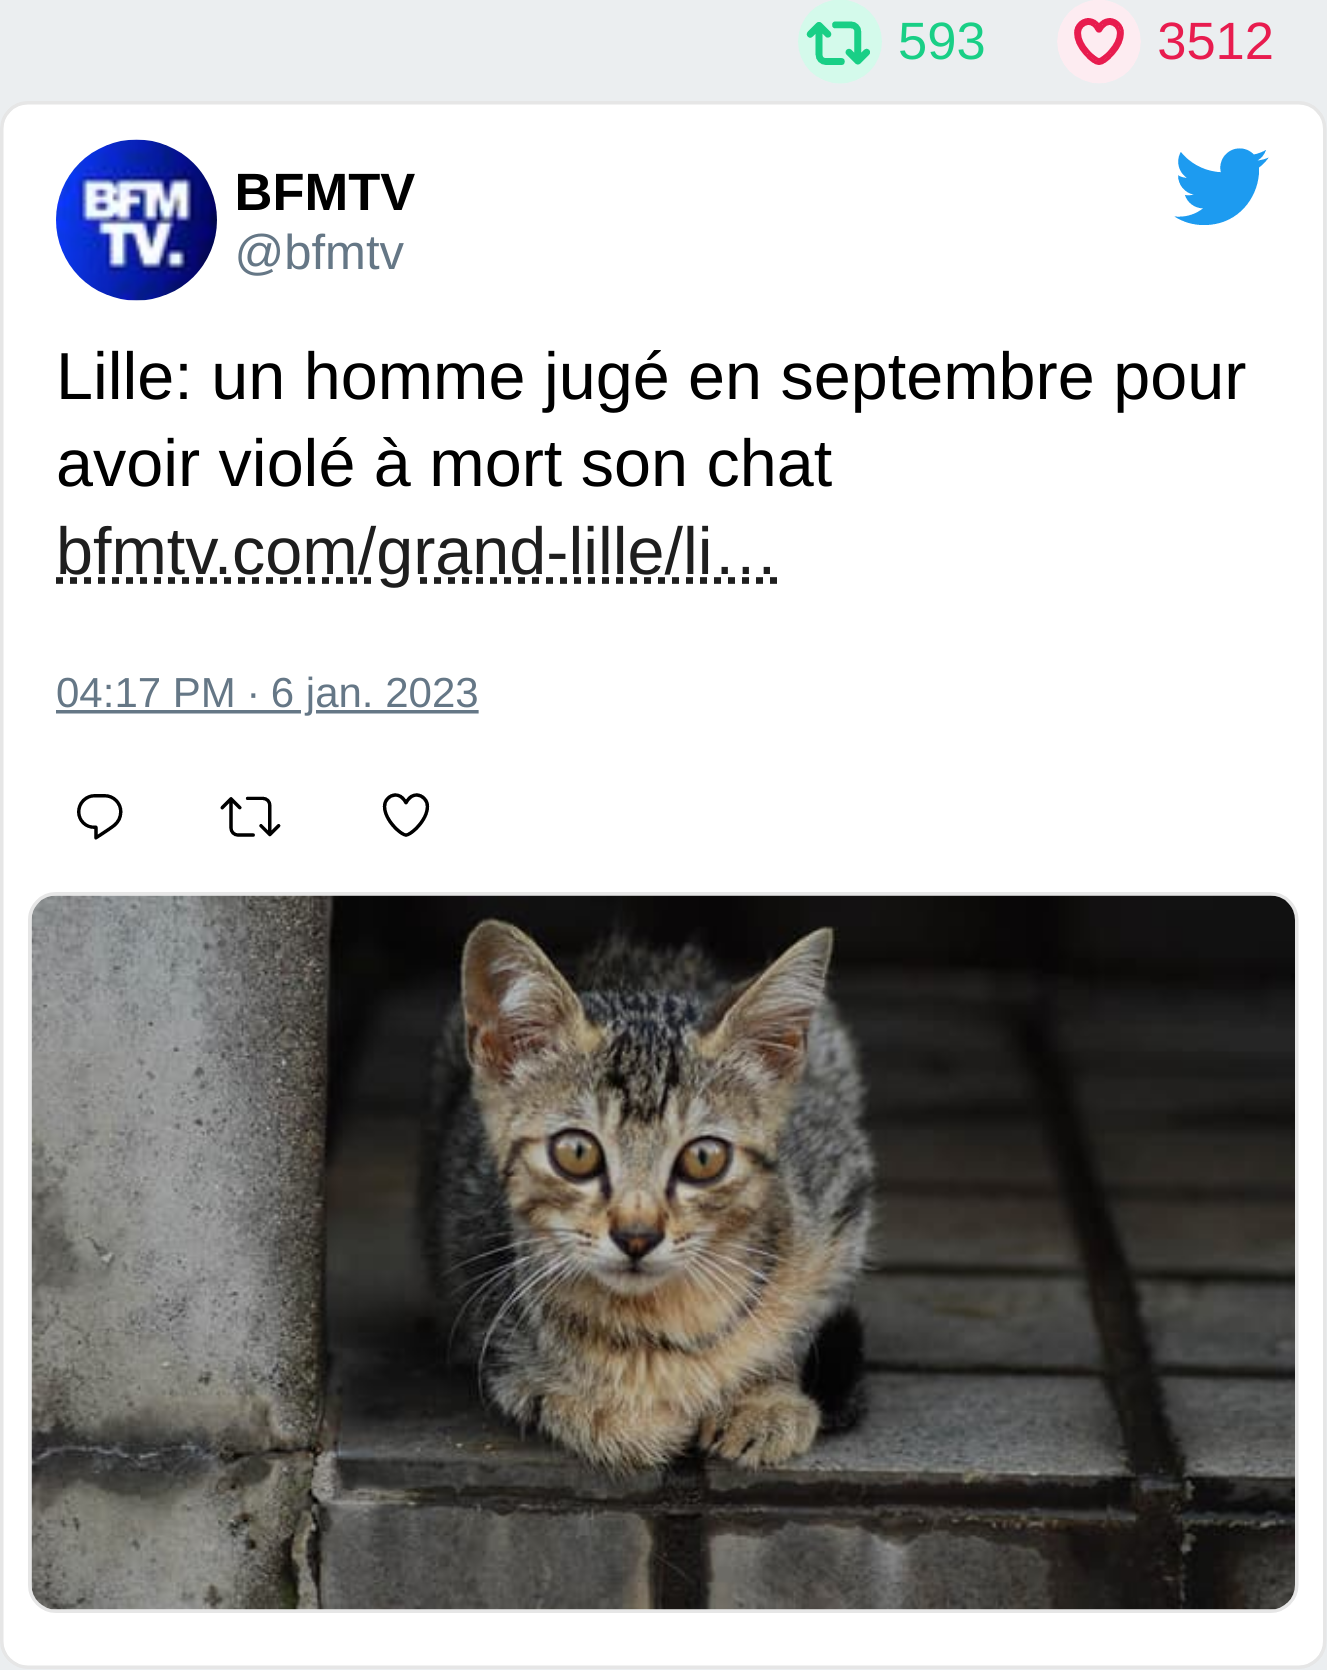 593 3512
BFM
TV.
BFMTV
@bfmtv
Lille: un homme jugé en septembre pour
avoir violé à mort son chat
bfmtv.com/grand-lille/li…
04:17 PM · 6 jan. 2023